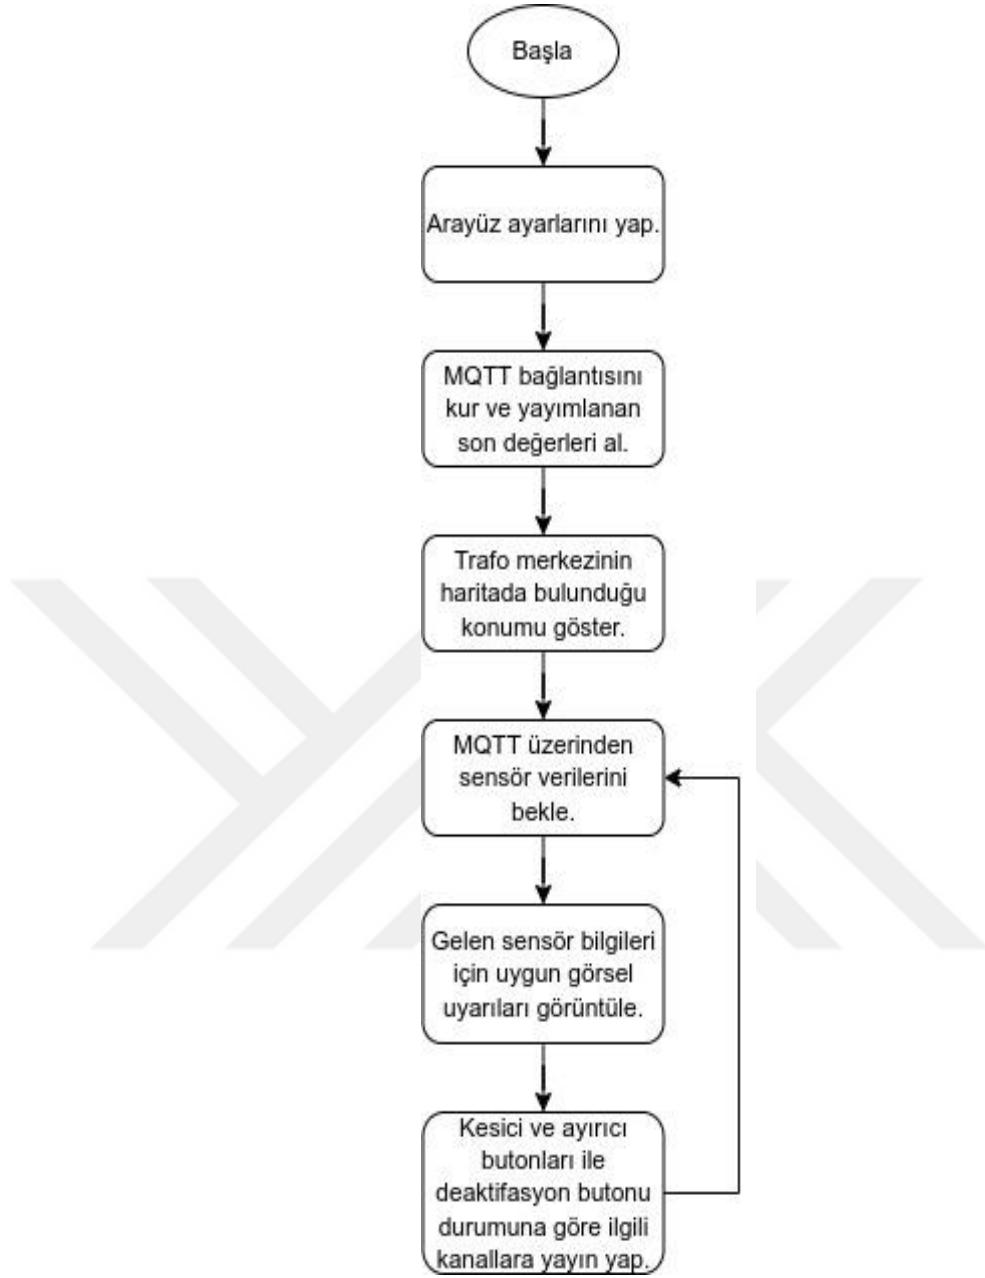 Başla
Arayüz ayarlarını yap.
MQTT bağlantısını
kur ve yayımlanan
son değerleri al.
Trafo merkezinin
haritada bulunduğu
konumu göster.
MQTT üzerinden
sensör verilerini
bekle.
Gelen sensör bilgileri
için uygun görsel
uyarıları görüntüle.
Kesici ve ayırıcı
butonları ile
deaktifasyon butonu
durumuna göre ilgili
kanallara yayın yap.